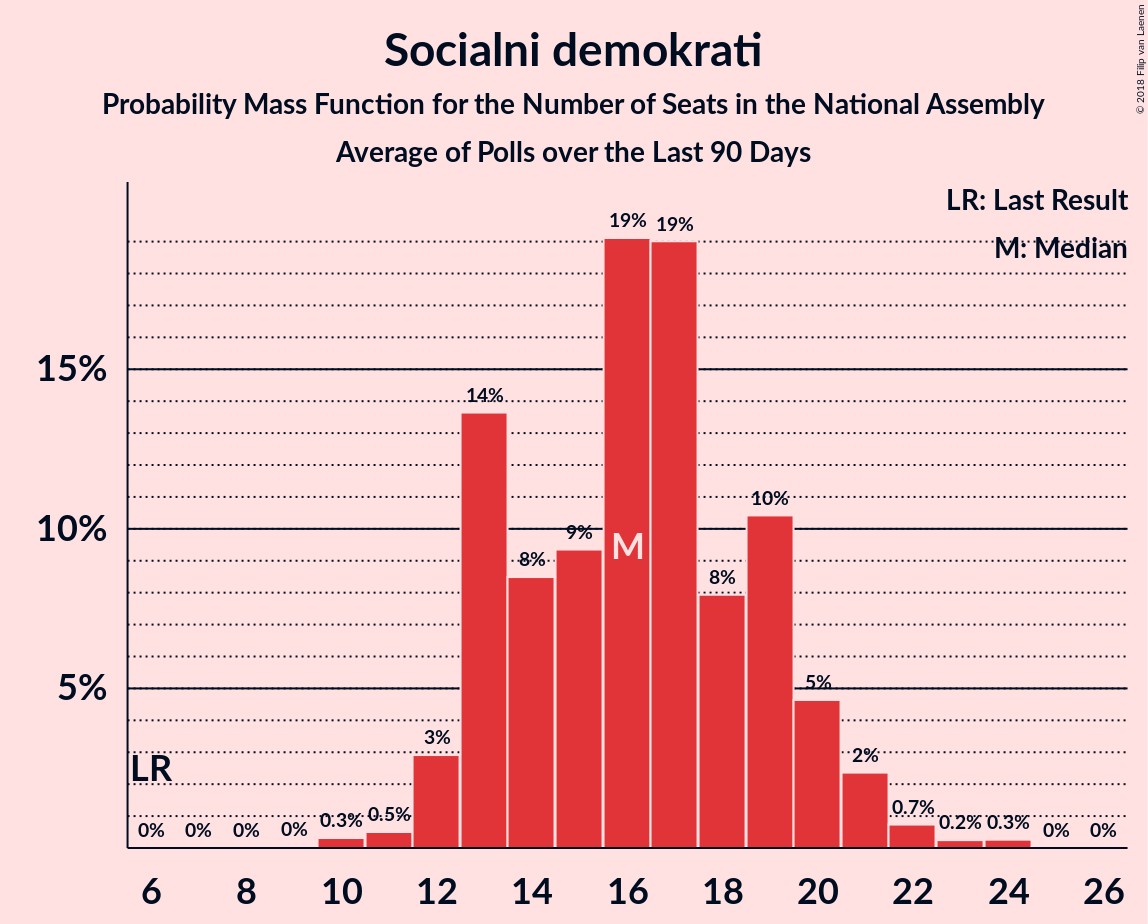 Socialni demokrati
Probability Mass Function for the Number of Seats in the National Assembly
Average of Polls over the Last 90 Days
© 2018 Filip van Laenen
LR: Last Result
M: Median
15%
10%
5%
LR
0%
0%
0%
0%
0.3%
0.5%
3%
14%
8%
9%
19%
M
19%
8%
10%
5%
2%
0.7%
0.2%
0.3%
0%
0%
6 8 10 12 14 16 18 20 22 24 26